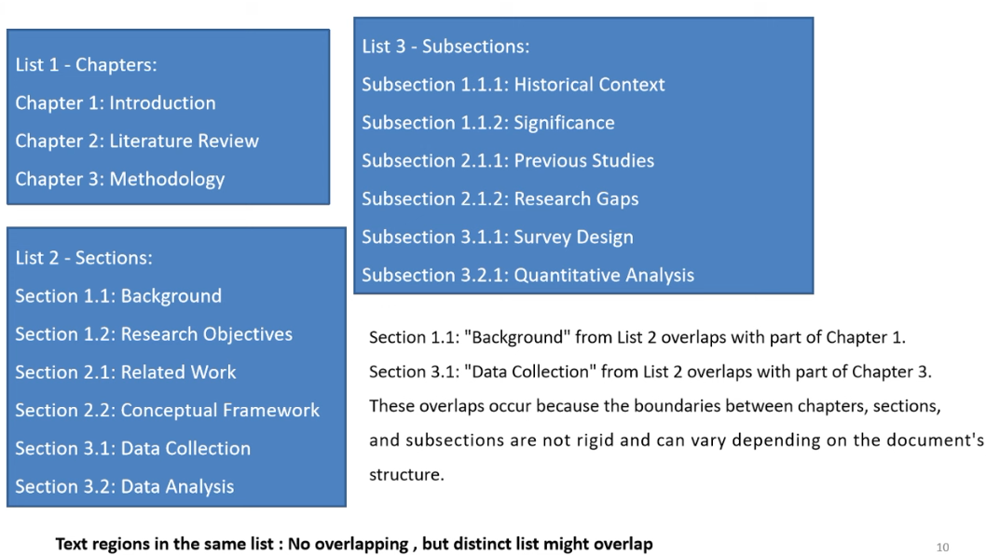 List 1 - Chapters:
Chapter 1: Introduction
Chapter 2: Literature Review
Chapter 3: Methodology
List 2 - Sections:
Section 1.1: Background
Section 1.2: Research Objectives
Section 2.1: Related Work
Section 2.2: Conceptual Framework
Section 3.1: Data Collection
Section 3.2: Data Analysis
List 3 - Subsections:
Subsection 1.1.1: Historical Context
Subsection 1.1.2: Significance
Subsection 2.1.1: Previous Studies
Subsection 2.1.2: Research Gaps
Subsection 3.1.1: Survey Design
Subsection 3.2.1: Quantitative Analysis
Section 1.1: "Background" from List 2 overlaps with part of Chapter 1.
Section 3.1: "Data Collection" from List 2 overlaps with part of Chapter 3.
These overlaps occur because the boundaries between chapters, sections,
and subsections are not rigid and can vary depending on the document's
structure.
Text regions in the same list : No overlapping , but distinct list might overlap
10